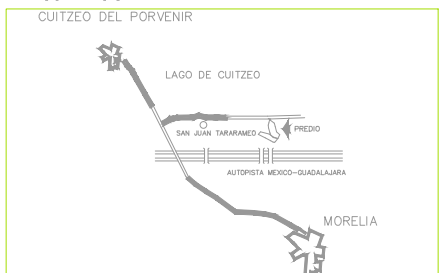 CUITZEO DEL PORVENIR
LAGO DE CUITZEO
SAN JUAN TARARAMEO
PREDIO
AUTOPISTA MEXICO-GUADALAJARA
MORELIA